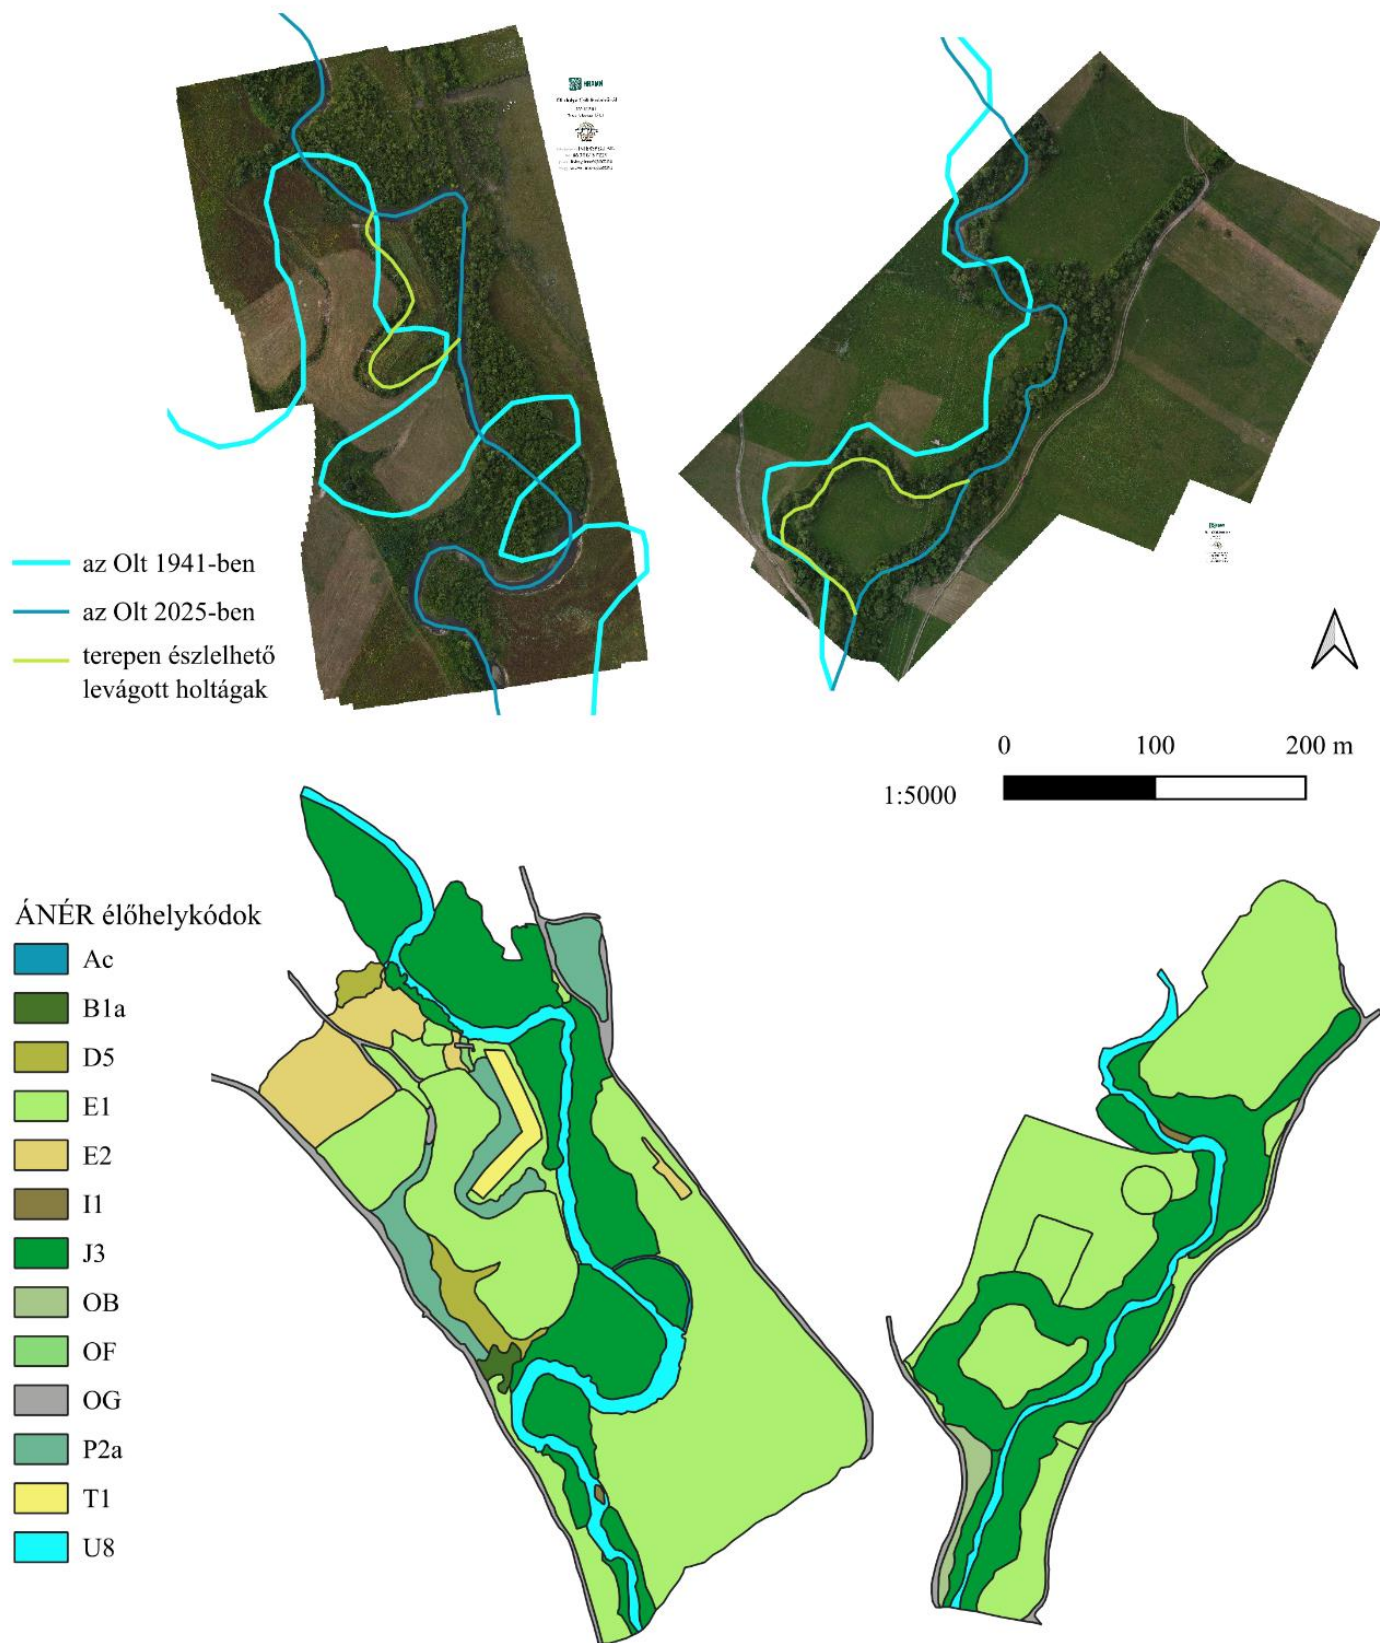 az Olt 1941-ben
az Olt 2025-ben
terepen észlelhető
levágott holtágak
0 100 200 m
1:5000
ÁNÉR élőhelykódok
Ac
B1a
D5
E1
E2
I1
J3
OB
OF
OG
P2a
T1
U8